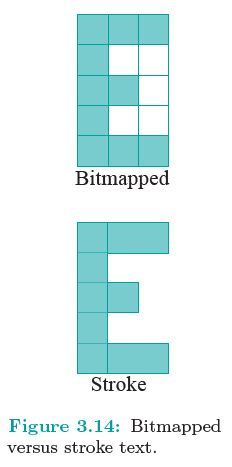 Bitmapped
Stroke
Figure 3.14: Bitmapped
versus stroke text.